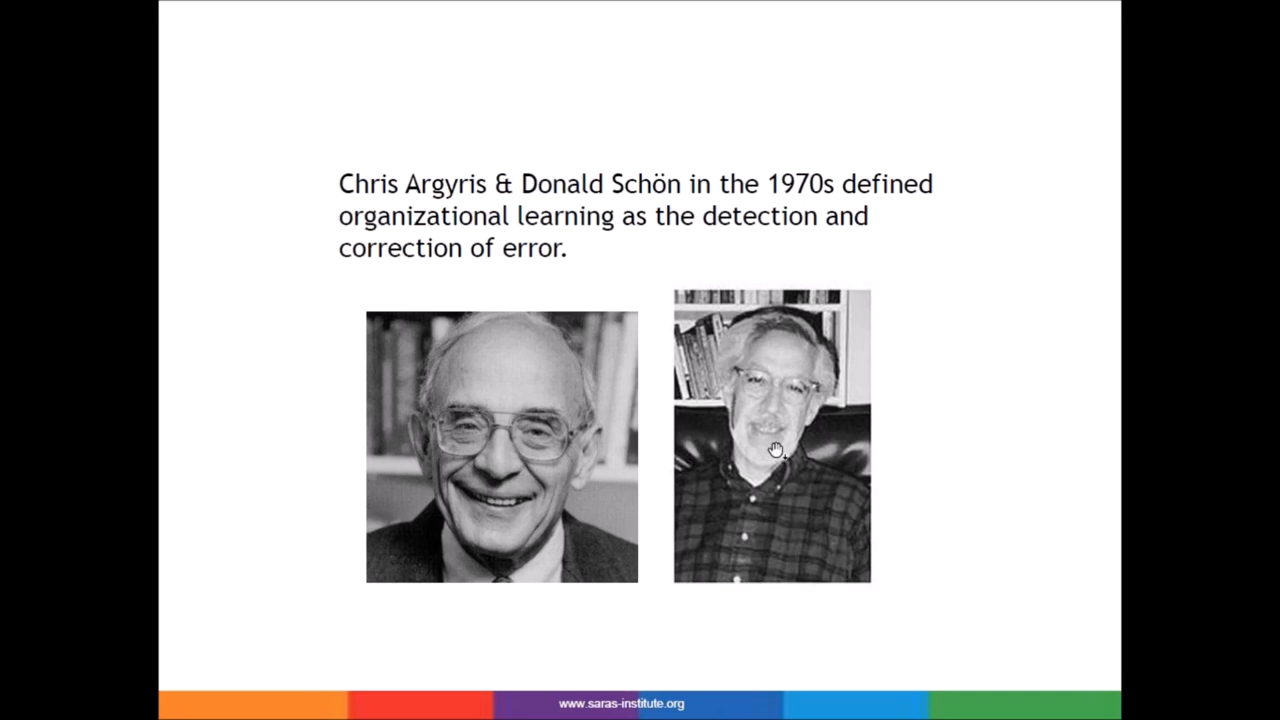 Chris Argyris & Donald Schön in the 1970s defined
organizational learning as the detection and
correction of error.
www.saras-institute.org